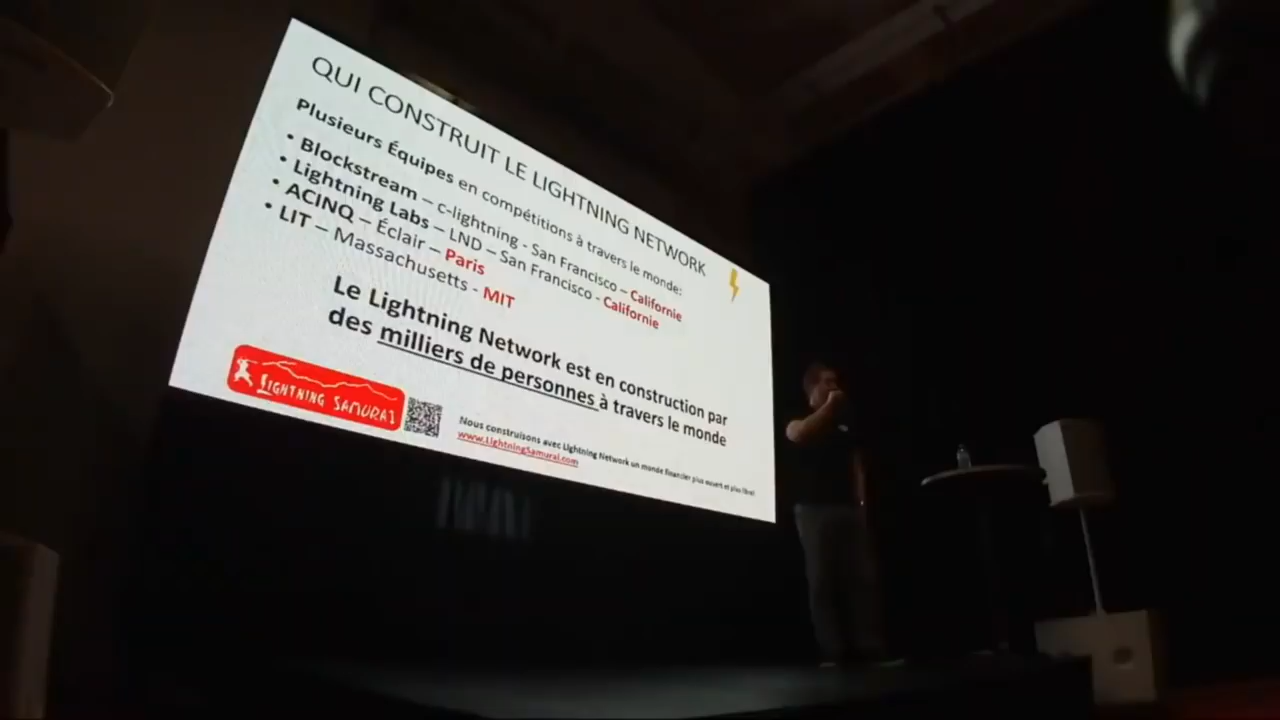 QUI CONSTRUIT LE LIGHTNING NETWORK
Plusieurs Équipes en compétitions à travers le monde:
• Blockstream – c-lightning - San Francisco – Californie
• Lightning Labs – LND – San Francisco - Californie
• ACINQ – Éclair – Paris
• LIT – Massachusetts - MIT
Le Lightning Network est en construction par
des milliers de personnes à travers le monde
LIGHTNING SAMURAI
Nous construisons avec Lightning Network un monde financier plus ouvert et plus libre!
www.LightningSamurai.com